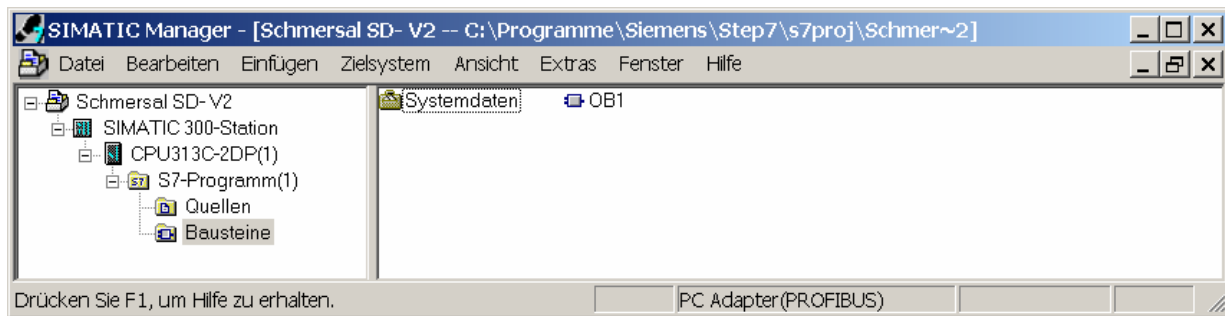 SIMATIC Manager - [Schmersal SD- V2 -- C:\Programme\Siemens\Step7\s7proj\Schmer~2]
Datei Bearbeiten Einfügen Zielsystem Ansicht Extras Fenster Hilfe
Schmersal SD- V2
SIMATIC 300-Station
CPU313C-2DP(1)
S7-Programm(1)
Quellen
Bausteine
Systemdaten OB1
Drücken Sie F1, um Hilfe zu erhalten. PC Adapter(PROFIBUS)